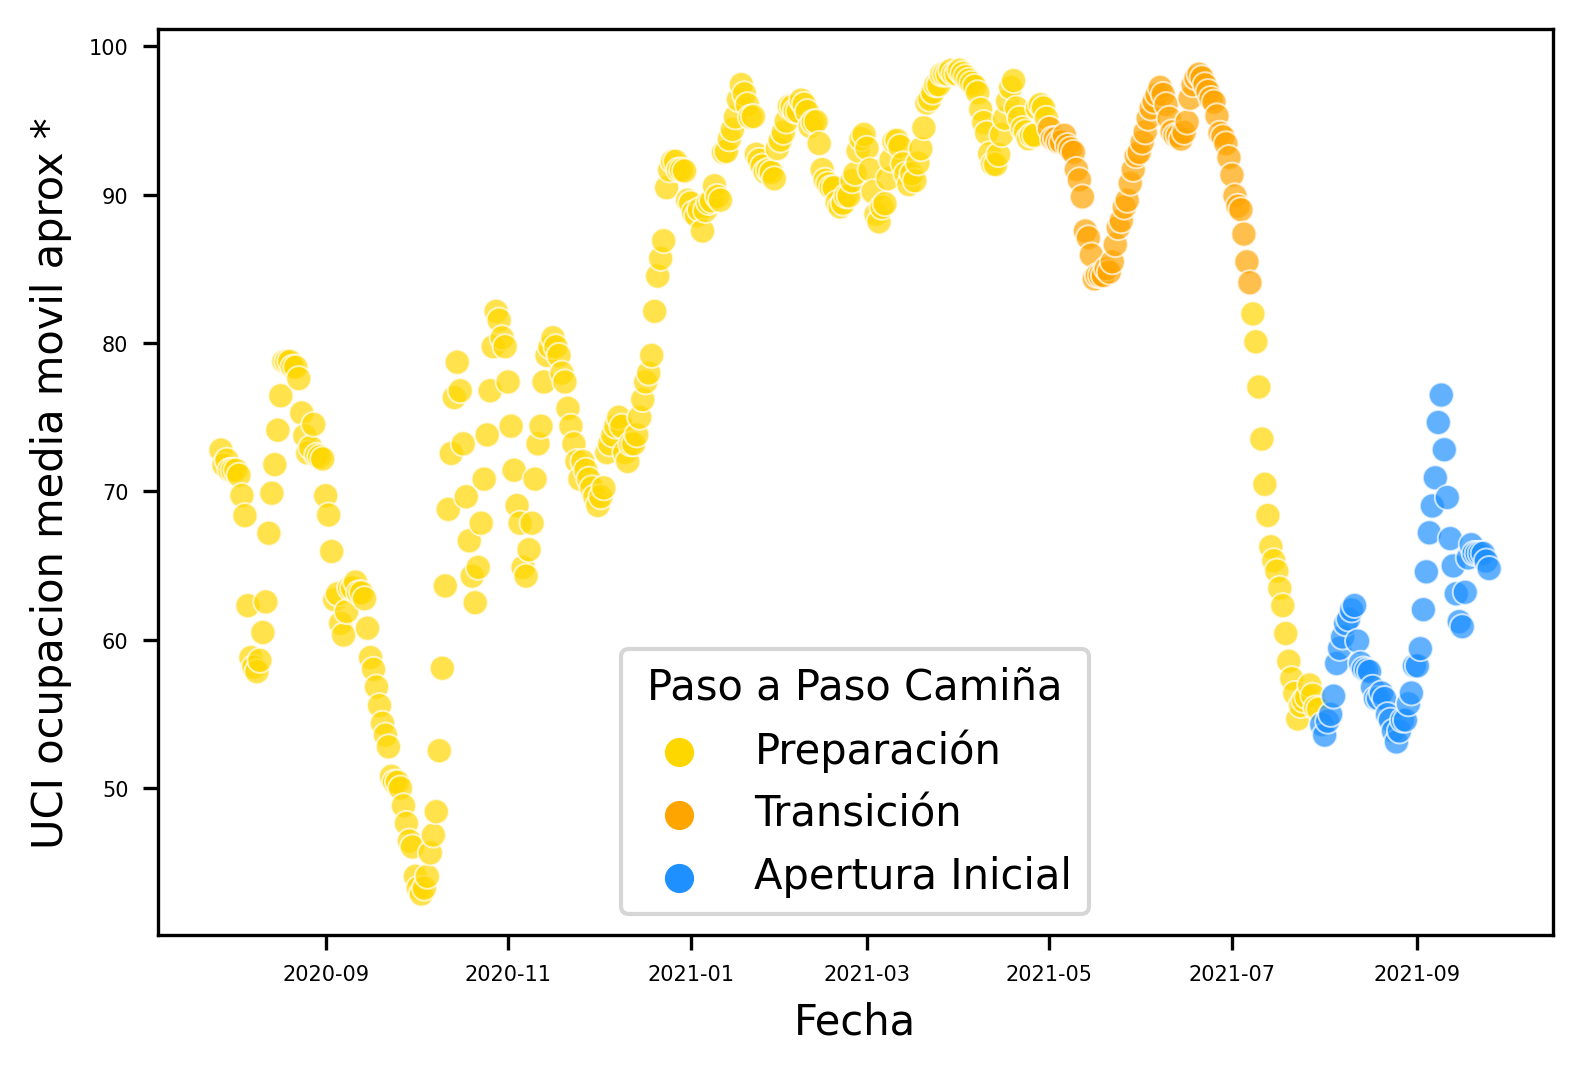 100
90
80
70
60
50
UCI ocupacion media movil aprox *
Paso a Paso Camiña
Preparación
Transición
Apertura Inicial
2020-09 2020-11 2021-01 2021-03 2021-05 2021-07 2021-09
Fecha